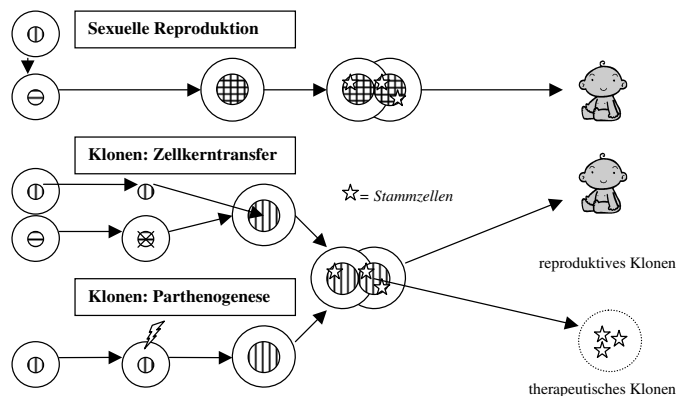 Sexuelle Reproduktion
Klonen: Zellkerntransfer
= Stammzellen
reproduktives Klonen
Klonen: Parthenogenese
therapeutisches Klonen